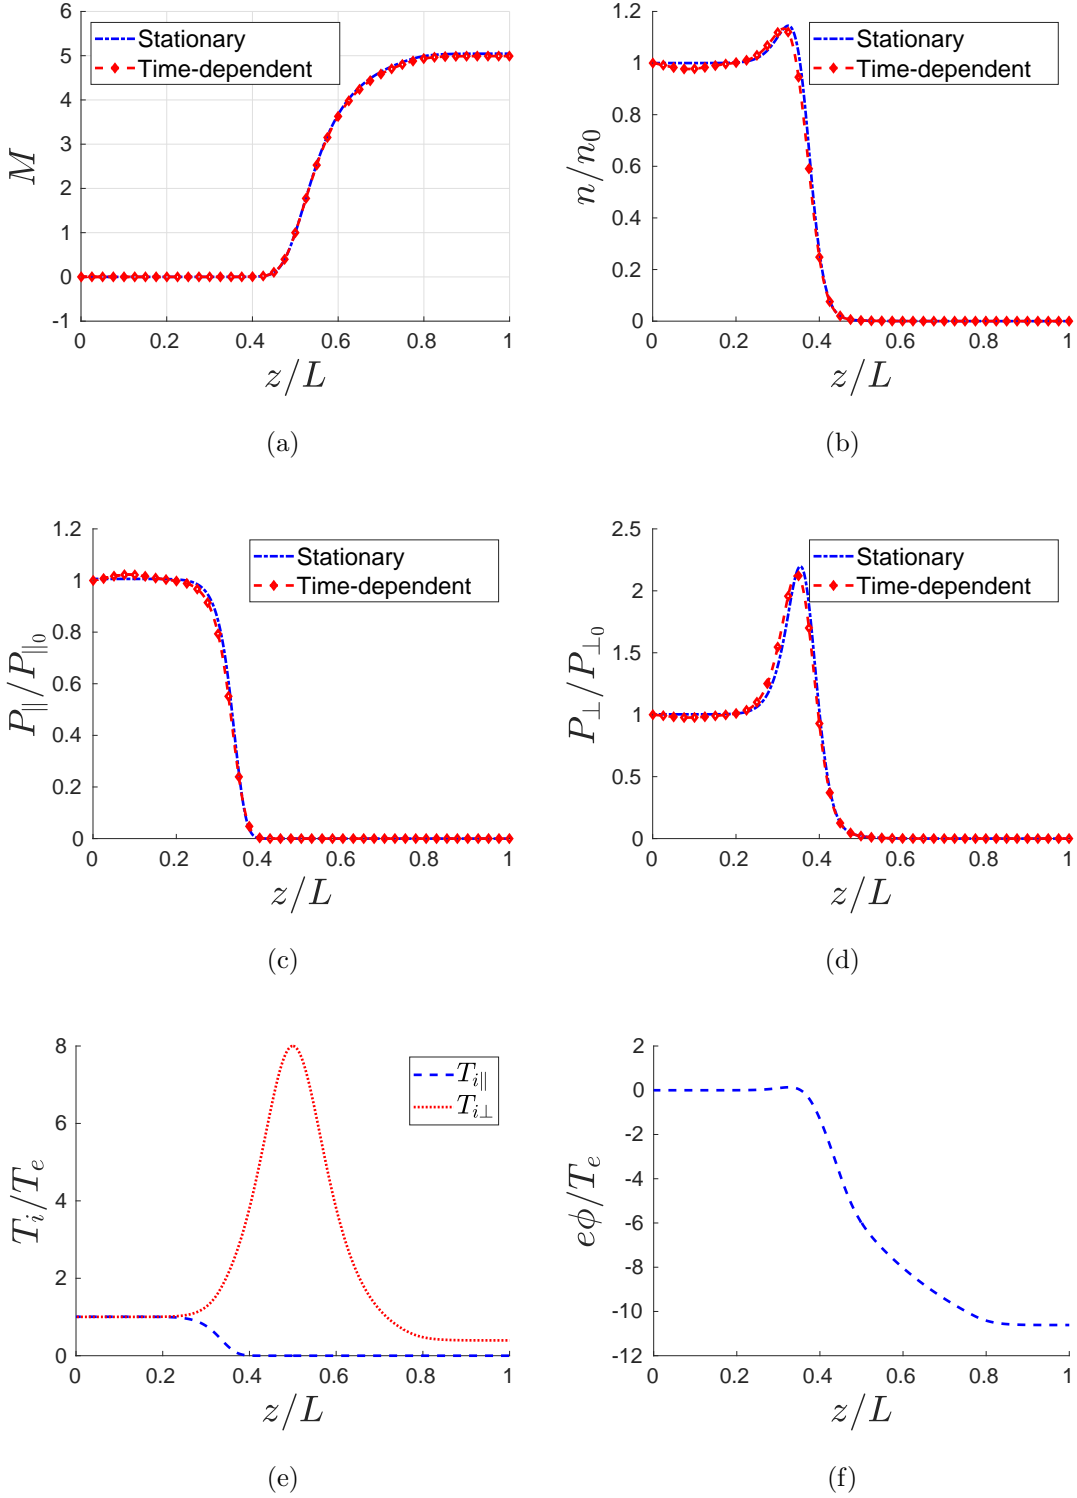 Stationary
Time-dependent
M
6
5
4
3
2
1
0
-1
0 0.2 0.4 0.6 0.8 1
z/L
(a)
Stationary
Time-dependent
n/n₀
1.2
1
0.8
0.6
0.4
0.2
0
0 0.2 0.4 0.6 0.8 1
z/L
(b)
Stationary
Time-dependent
P∥/P∥₀
1.2
1
0.8
0.6
0.4
0.2
0
0 0.2 0.4 0.6 0.8 1
z/L
(c)
Stationary
Time-dependent
P⊥/P⊥₀
2.5
2
1.5
1
0.5
0
0 0.2 0.4 0.6 0.8 1
z/L
(d)
T_{i∥}
T_{i⊥}
T_i/T_e
8
6
4
2
0
0 0.2 0.4 0.6 0.8 1
z/L
(e)
eϕ/T_e
2
0
-2
-4
-6
-8
-10
-12
0 0.2 0.4 0.6 0.8 1
z/L
(f)